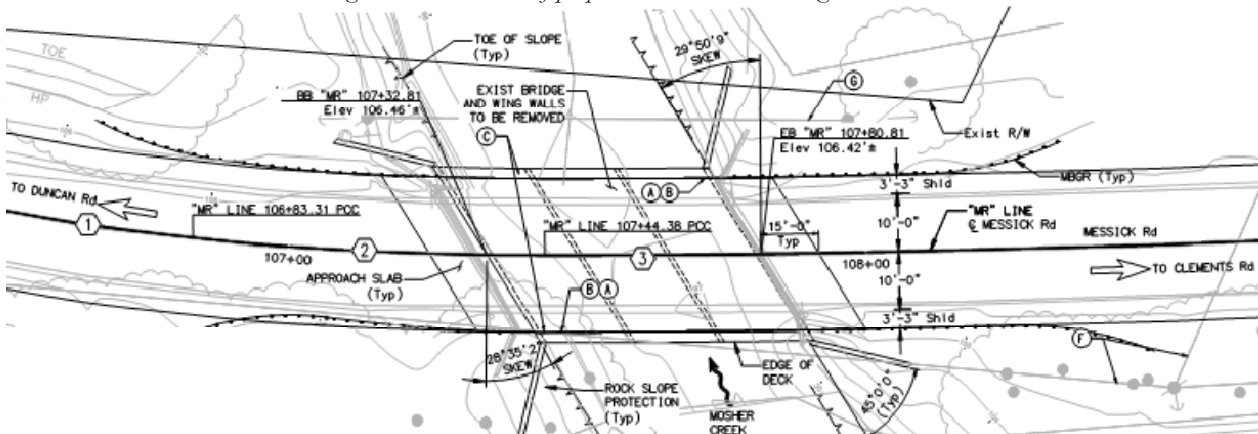 TOE OF SLOPE
(Typ)
TOE
HP
29°50'9"
SKEW
G
BB "MR" 107+32.81
Elev 106.46'±
EXIST BRIDGE
AND WING WALLS
TO BE REMOVED
C
EB "MR" 107+80.81
Elev 106.42'±
Exist R/W
MBGR (Typ)
A B
3'-3" Shld
TO DUNCAN Rd
1
"MR" LINE 106+83.31 POC
2
107+00
"MR" LINE 107+44.38 PCC
3
15'-0"
Typ
10'-0"
"MR" LINE
℄ MESSICK Rd
MESSICK Rd
108+00
10'-0"
TO CLEMENTS Rd
APPROACH SLAB
(Typ)
B A
3'-3" Shld
F
28°35'2"
SKEW
ROCK SLOPE
PROTECTION
(Typ)
MOSHER
CREEK
EDGE OF
DECK
45°0'0"
(Typ)